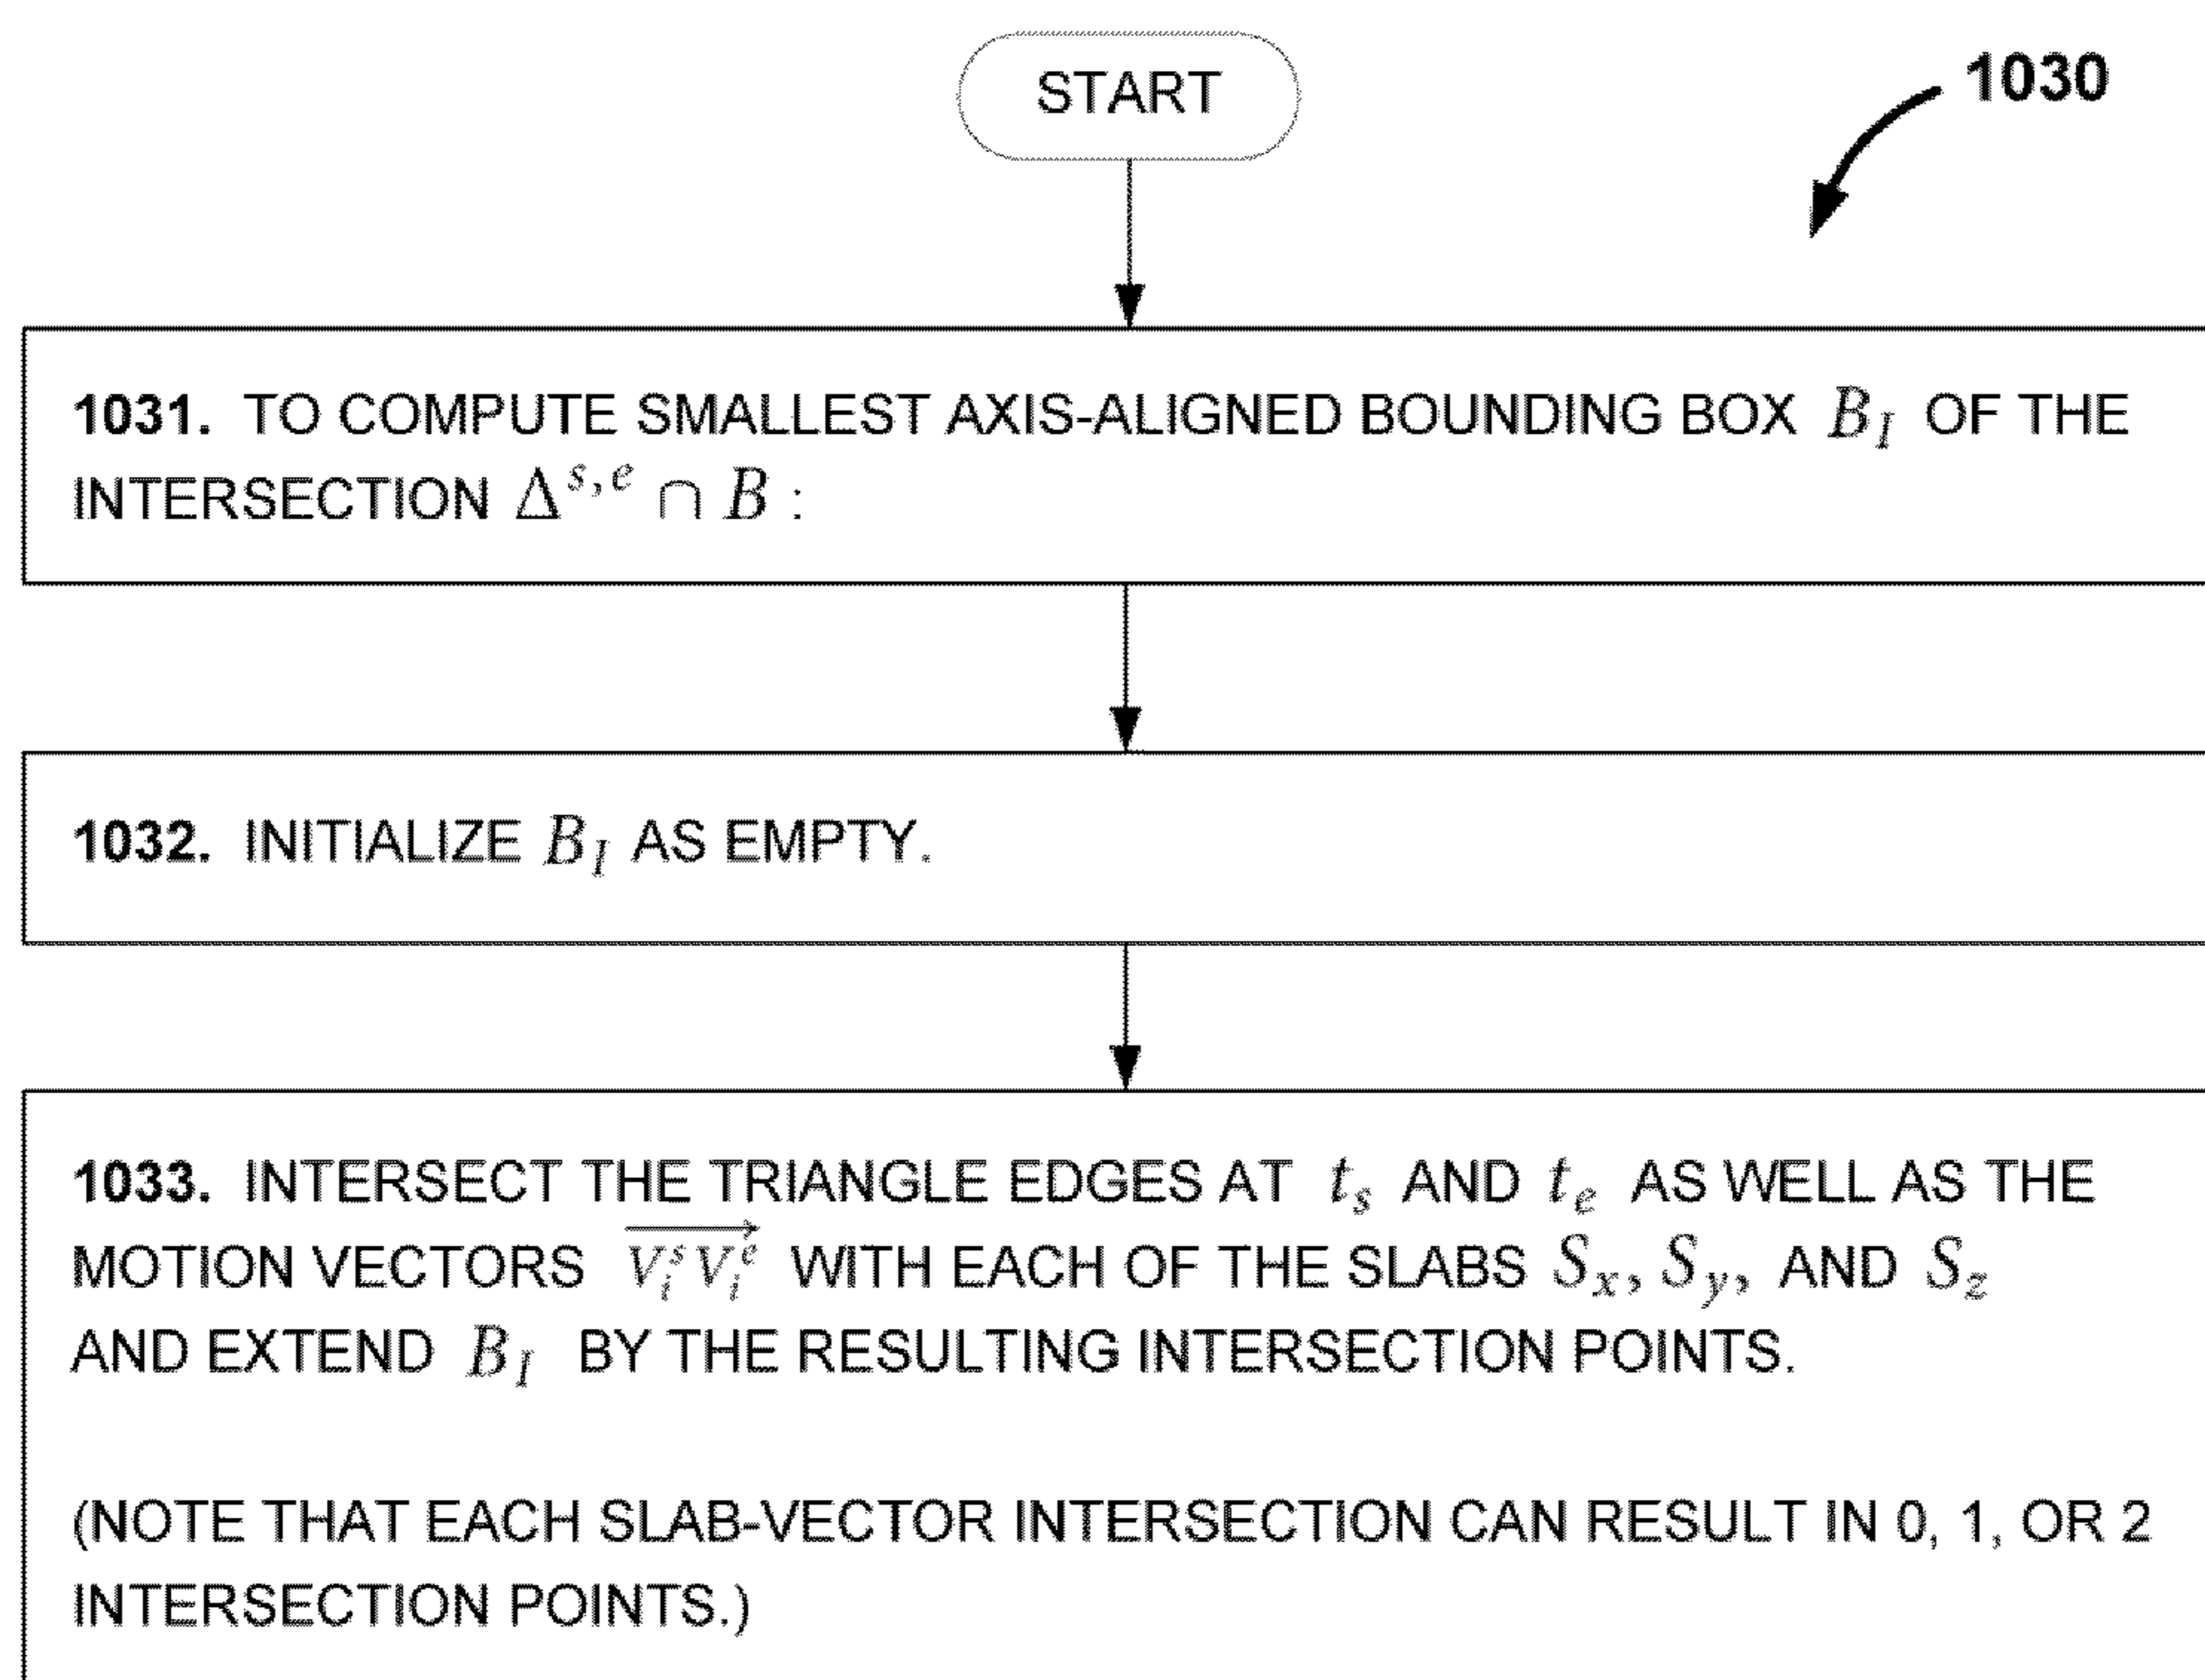 START
1030
1031. TO COMPUTE SMALLEST AXIS-ALIGNED BOUNDING BOX B_I OF THE
INTERSECTION Δ^{s,e} ∩ B :
1032. INITIALIZE B_I AS EMPTY.
1033. INTERSECT THE TRIANGLE EDGES AT t_s AND t_e AS WELL AS THE
MOTION VECTORS \overrightarrow{V_i^s V_i^e} WITH EACH OF THE SLABS S_x, S_y, AND S_z
AND EXTEND B_I BY THE RESULTING INTERSECTION POINTS.
(NOTE THAT EACH SLAB-VECTOR INTERSECTION CAN RESULT IN 0, 1, OR 2
INTERSECTION POINTS.)